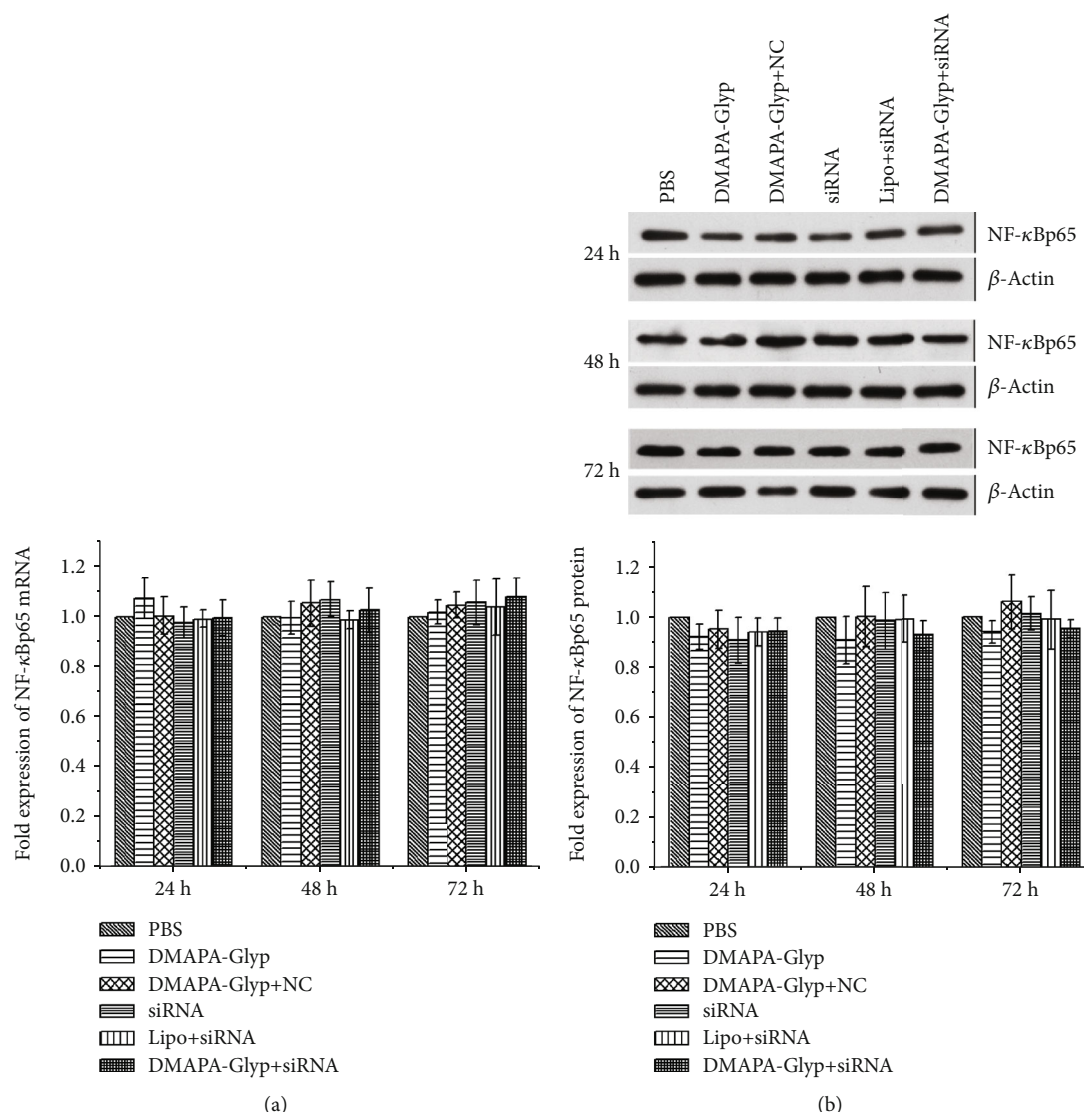 PBS
DMAPA-Glyp
DMAPA-Glyp+NC
siRNA
Lipo+siRNA
DMAPA-Glyp+siRNA
24 h
NF-κBp65
β-Actin
48 h
NF-κBp65
β-Actin
72 h
NF-κBp65
β-Actin
Fold expression of NF-κBp65 mRNA
1.2
1.0
0.8
0.6
0.4
0.2
0.0
24 h 48 h 72 h
PBS
DMAPA-Glyp
DMAPA-Glyp+NC
siRNA
Lipo+siRNA
DMAPA-Glyp+siRNA
(a)
Fold expression of NF-κBp65 protein
1.2
1.0
0.8
0.6
0.4
0.2
0.0
24 h 48 h 72 h
PBS
DMAPA-Glyp
DMAPA-Glyp+NC
siRNA
Lipo+siRNA
DMAPA-Glyp+siRNA
(b)